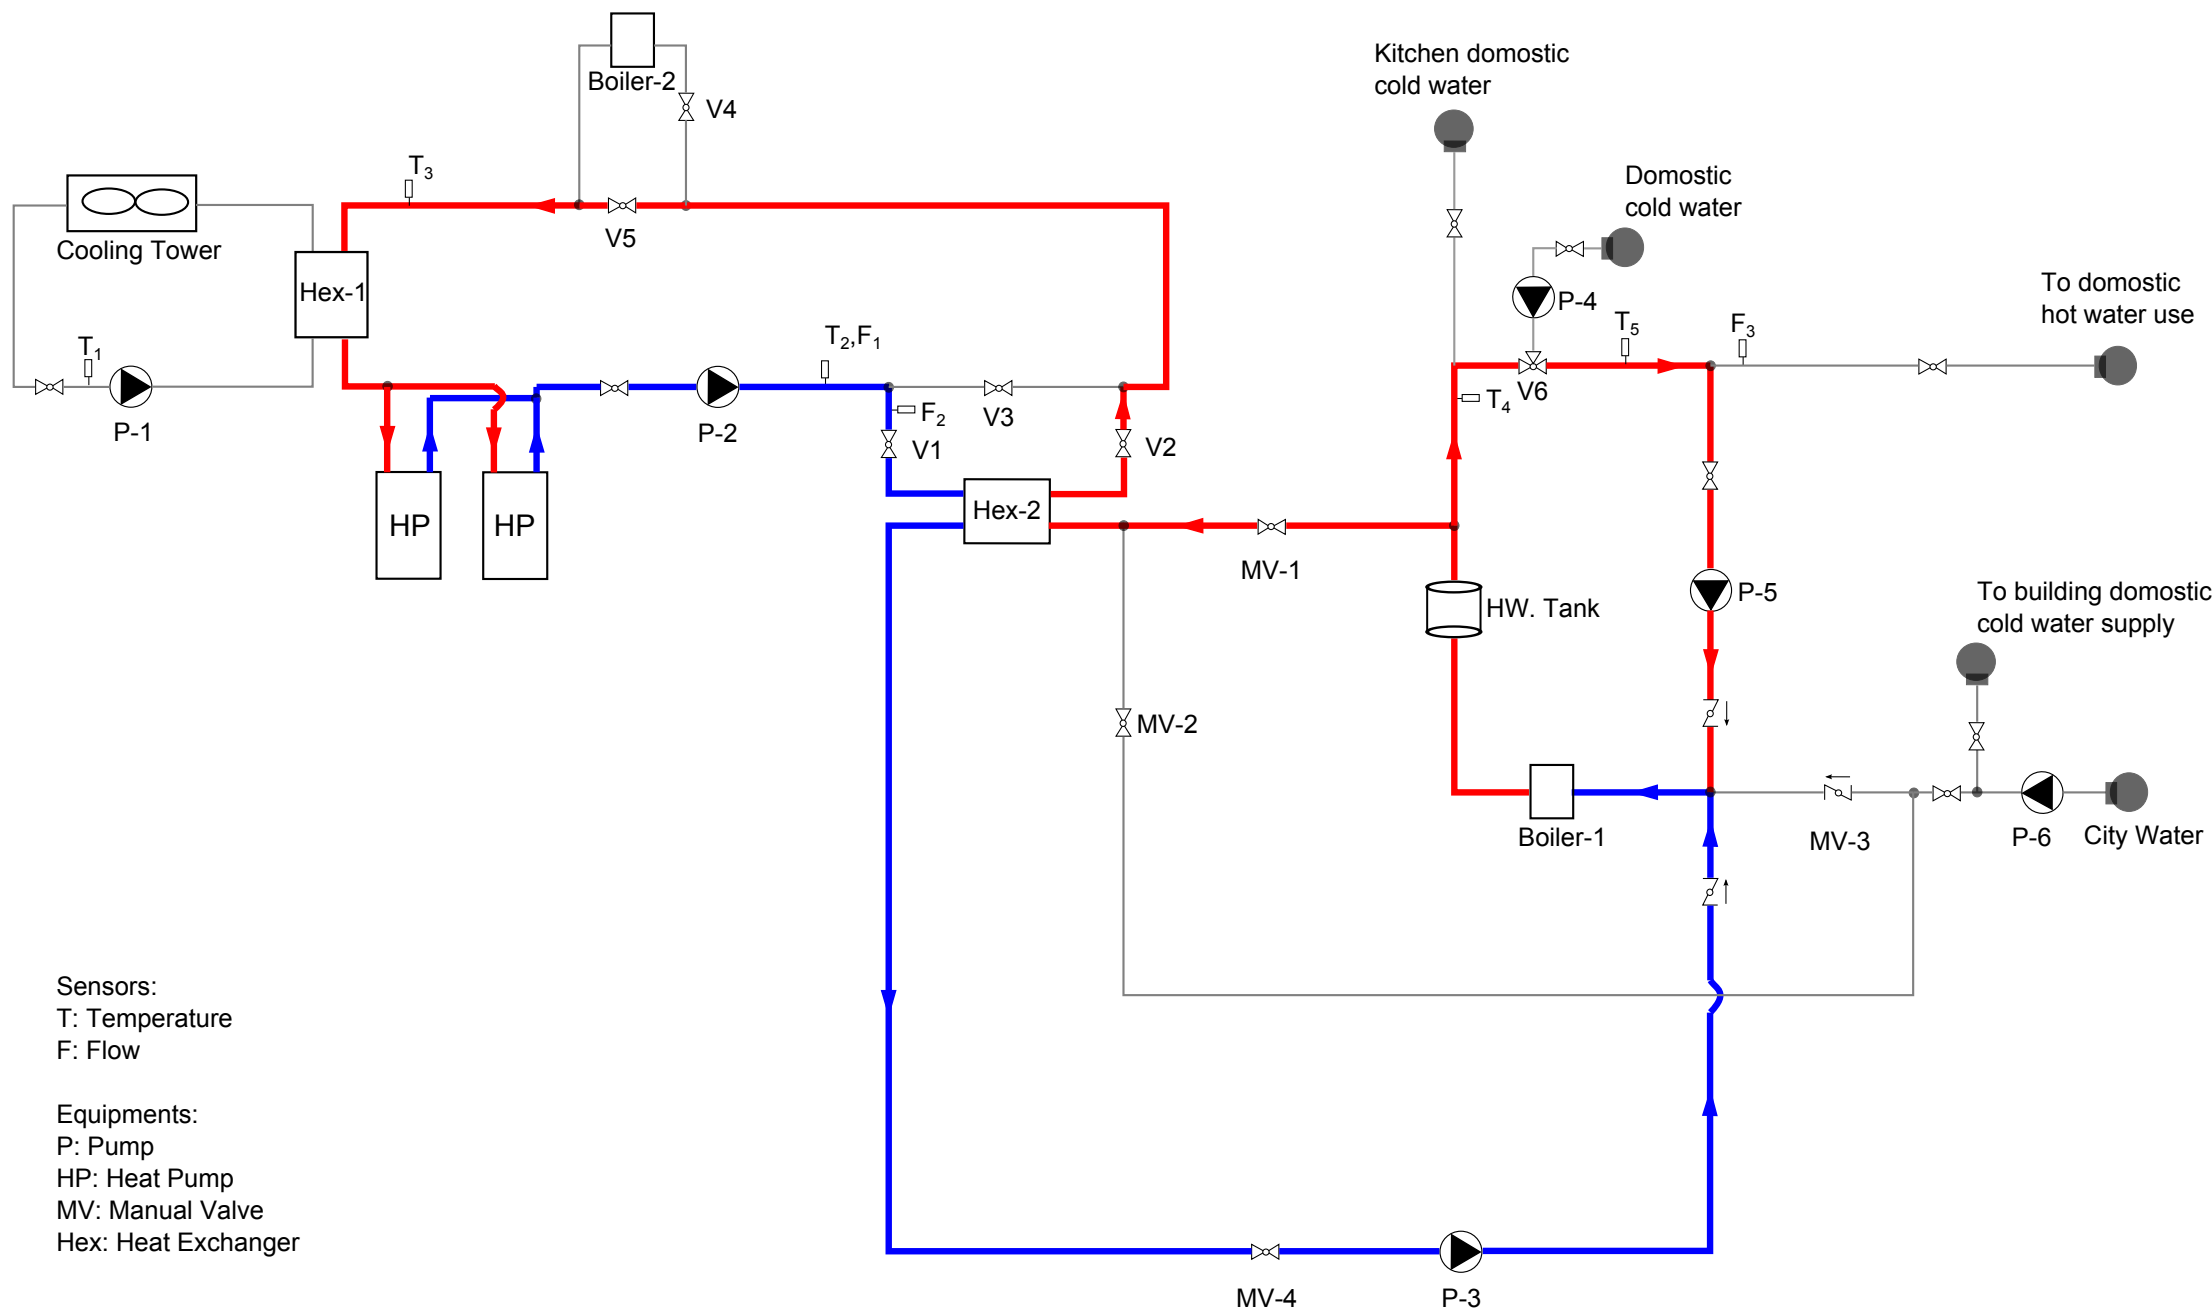 Boiler-2
V4
Kitchen domostic
cold water
T3
Domostic
cold water
Cooling Tower
V5
Hex-1
P-4
To domostic
hot water use
T1
T2,F1
T5
F3
V6
P-1
P-2
F2
V3
T4
V1
V2
HP
HP
Hex-2
MV-1
HW. Tank
P-5
To building domostic
cold water supply
MV-2
Boiler-1
MV-3
P-6
City Water
Sensors:
T: Temperature
F: Flow
Equipments:
P: Pump
HP: Heat Pump
MV: Manual Valve
Hex: Heat Exchanger
MV-4
P-3